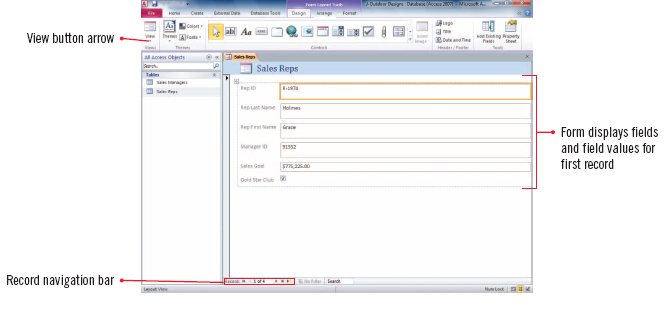 Form Layout Tools
Outdoor Designs : Database (Access 2007) - Microsoft A...
File Home Create External Data Database Tools Design Arrange Format
View Themes Colors Fonts Insert Image Logo Title Date and Time Add Existing Fields Property Sheet
Views Themes Controls Header / Footer Tools
View button arrow
All Access Objects
Search...
Tables
Sales Managers
Sales Reps
Sales Reps
Sales Reps
Rep ID R-1978
Rep Last Name Holmes
Rep First Name Grace
Manager ID
Sales Goal $775,225.00
Gold Star Club
Form displays fields
and field values for
first record
Record navigation bar
Record: 1 of 4 No Filter Search
Layout View Num Lock